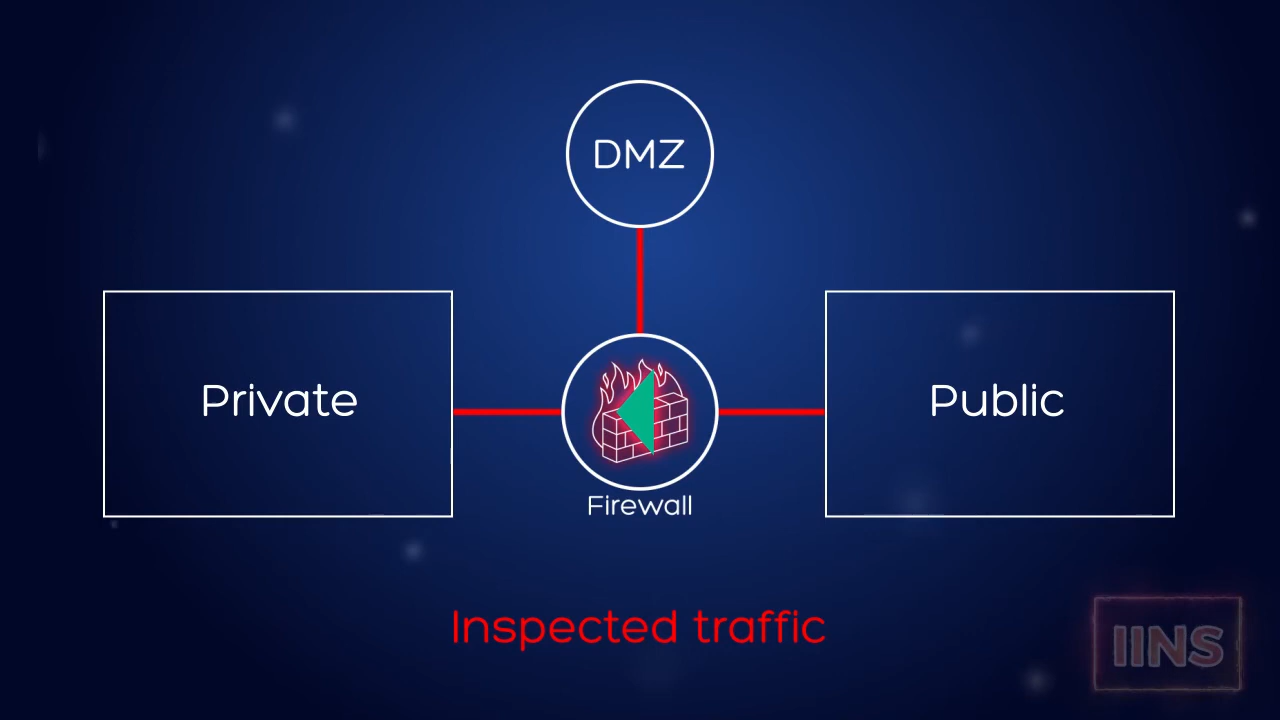 DMZ
Private
Public
Firewall
Inspected traffic
IINS